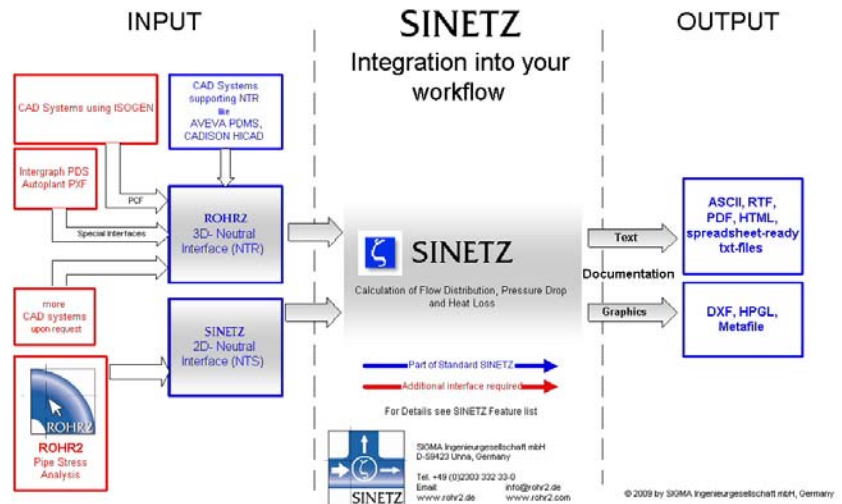 INPUT
SINETZ
Integration into your
workflow
OUTPUT
CAD Systems using ISOGEN
CAD Systems
supporting NTR
like
AVEVA PDMS,
CADISON HICAD
Intergraph PDS
Autoplant PXF
PCF
Special Interfaces
ROHR2
3D- Neutral
Interface (NTR)
more
CAD systems
upon request
SINETZ
2D- Neutral
Interface (NTS)
ROHR2
ROHR2
Pipe Stress
Analysis
ζ
SINETZ
Calculation of Flow Distribution, Pressure Drop
and Heat Loss
Part of Standard SINETZ
Additional interface required
For Details see SINETZ Feature list
ζ
SINETZ
SIGMA Ingenieurgesellschaft mbH
D-59423 Unna, Germany
Tel. +49 (0)2303 332 33-0
Email: info@rohr2.de
www.rohr2.de www.rohr2.com
Text
Documentation
Graphics
ASCII, RTF,
PDF, HTML,
spreadsheet-ready
txt-files
DXF, HPGL,
Metafile
© 2009 by SIGMA Ingenieurgesellschaft mbH, Germany